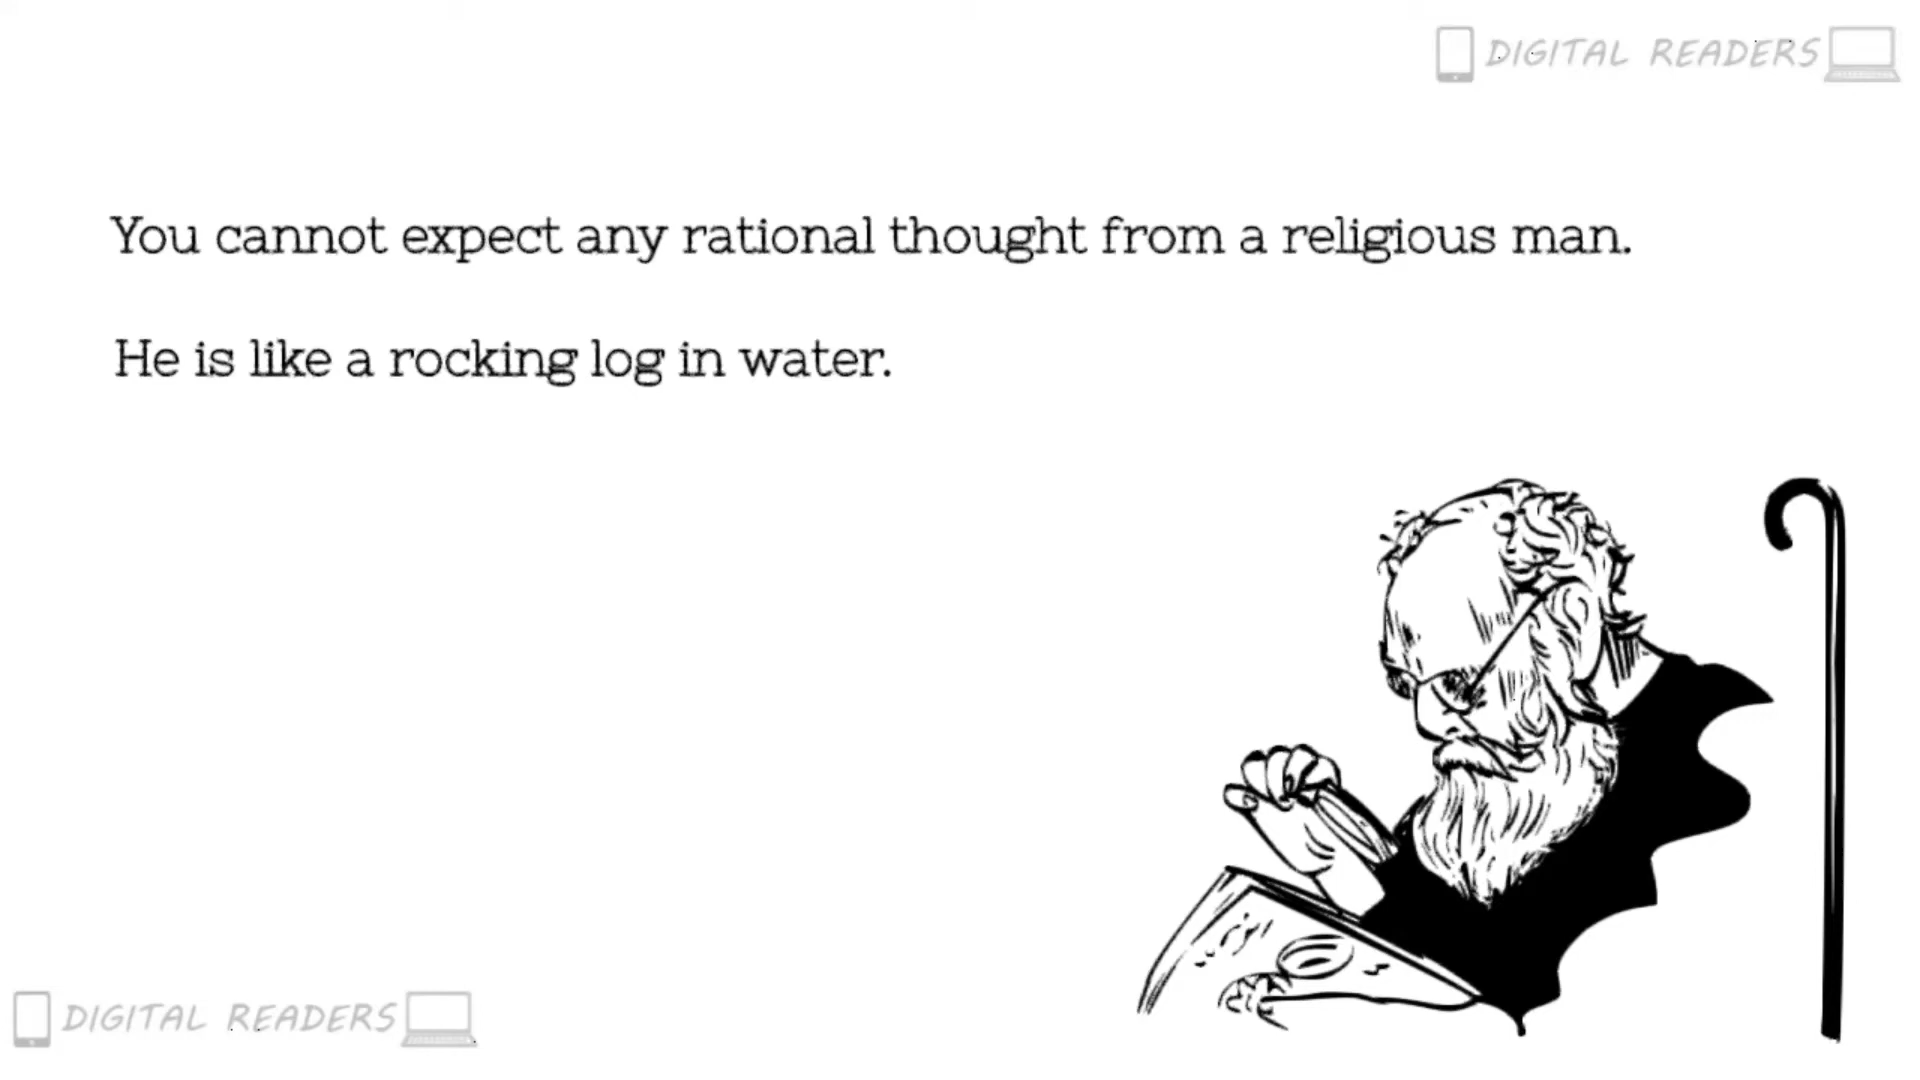 DIGITAL READERS
You cannot expect any rational thought from a religious man.
He is like a rocking log in water.
DIGITAL READERS